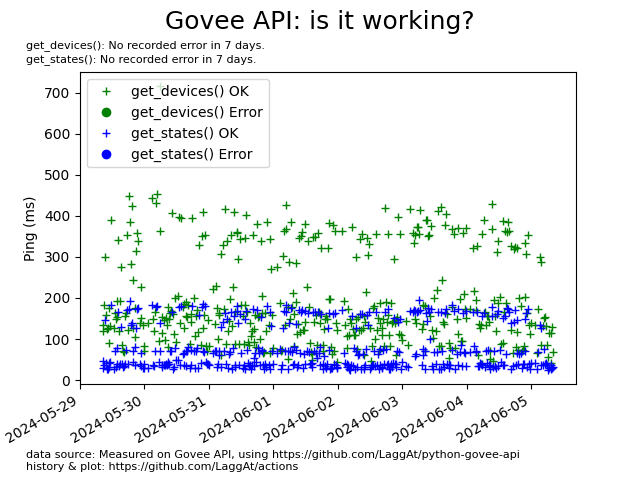 Govee API: is it working?
get_devices(): No recorded error in 7 days.
get_states(): No recorded error in 7 days.
get_devices() OK
get_devices() Error
get_states() OK
get_states() Error
Ping (ms)
700
600
500
400
300
200
100
0
2024-05-29
2024-05-30
2024-05-31
2024-06-01
2024-06-02
2024-06-03
2024-06-04
2024-06-05
data source: Measured on Govee API, using https://github.com/LaggAt/python-govee-api
history & plot: https://github.com/LaggAt/actions